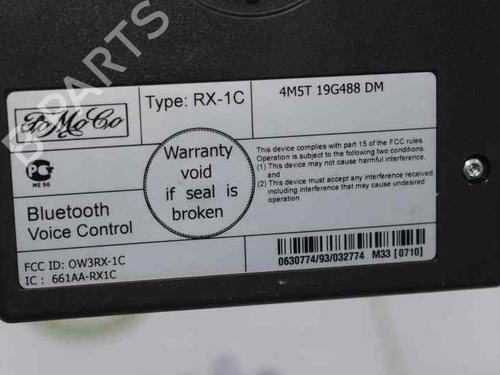 B-PARTS
FoMoCo
Type: RX-1C
4M5T 19G488 DM
PG
ME 96
Bluetooth
Voice Control
Warranty
void
if seal is
broken
This device complies with part 15 of the FCC rules
Operation is subject to the following two conditions
(1) This device may not cause harmful interference,
and
(2) This device must accept any interference received
including interference that may cause undesired
operation
FCC ID: OW3RX-1C
IC : 661AA-RX1C
0630774/93/032774 M33 [0710]